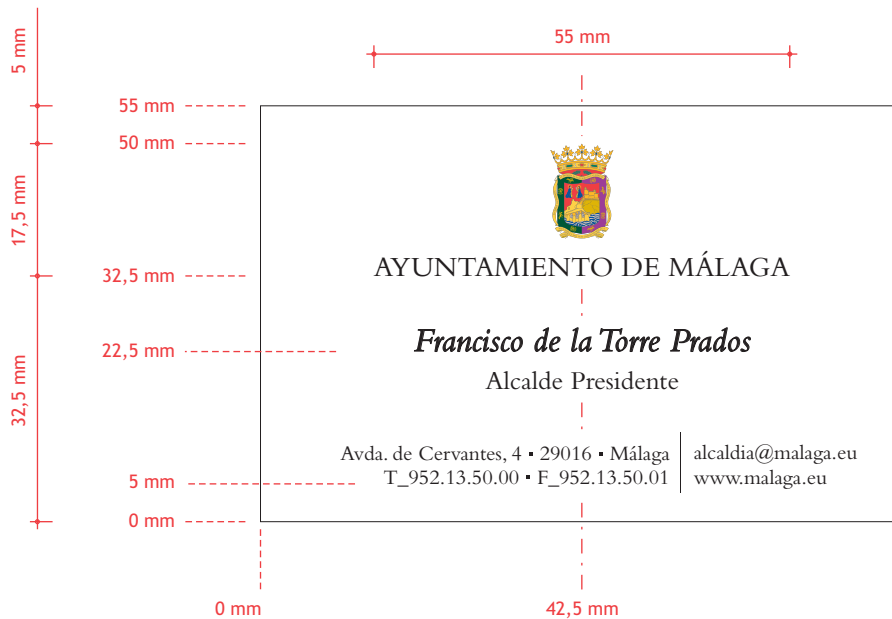 55 mm
5 mm
55 mm
50 mm
17,5 mm
AYUNTAMIENTO DE MÁLAGA
32,5 mm
Francisco de la Torre Prados
22,5 mm
Alcalde Presidente
32,5 mm
Avda. de Cervantes, 4 ▪ 29016 ▪ Málaga
T_952.13.50.00 ▪ F_952.13.50.01
alcaldia@malaga.eu
www.malaga.eu
5 mm
0 mm
0 mm
42,5 mm